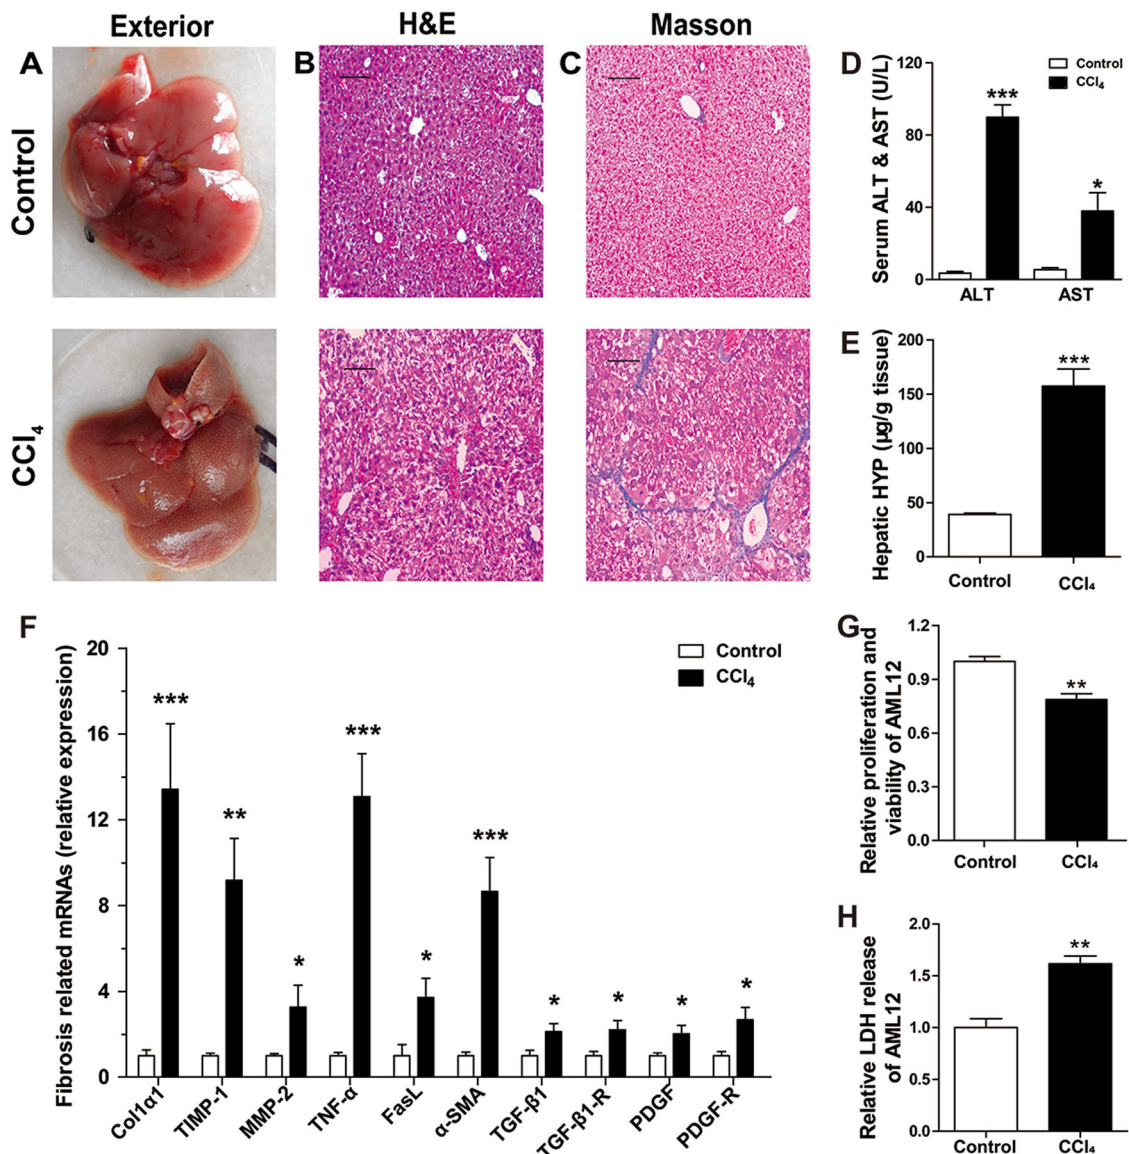 Exterior
H&E
Masson
Control
CCl₄
A
B
C
D
Serum ALT & AST (U/L)
120
80
40
0
Control
CCl₄
***
*
ALT
AST
E
Hepatic HYP (µg/g tissue)
200
150
100
50
0
***
Control
CCl₄
F
Fibrosis related mRNAs (relative expression)
20
16
12
8
4
0
Control
CCl₄
***
**
*
***
*
***
*
*
*
*
Col1α1
TIMP-1
MMP-2
TNF-α
FasL
α-SMA
TGF-β1
TGF-β1-R
PDGF
PDGF-R
G
Relative proliferation and
viability of AML12
1.2
0.9
0.6
0.3
0.0
**
Control
CCl₄
H
Relative LDH release
of AML12
2.0
1.5
1.0
0.5
0.0
**
Control
CCl₄